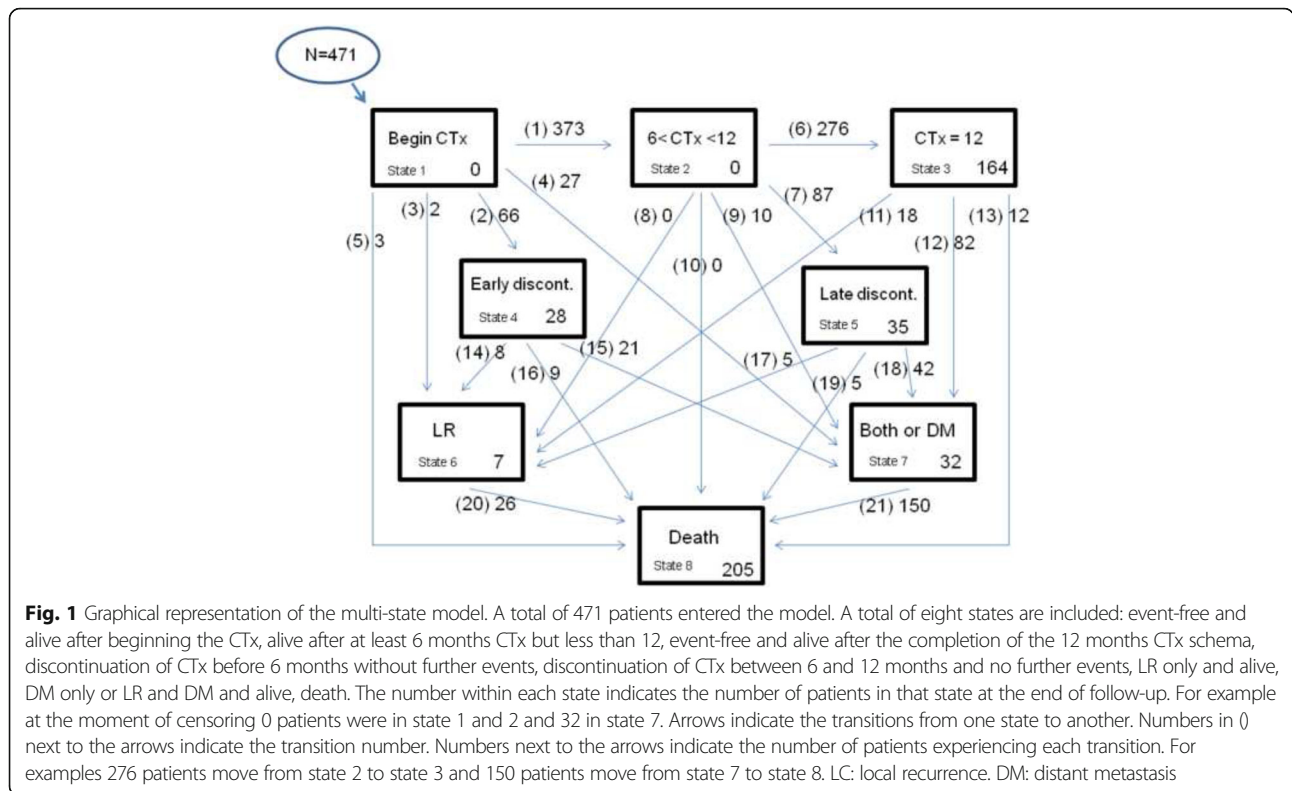 N=471
Begin CTx
State 1 0
(1) 373
6< CTx <12
State 2 0
(6) 276
CTx = 12
State 3 164
(4) 27
(7) 87
(3) 2
(2) 66
(8) 0
(9) 10
(11) 18
(13) 12
(5) 3
(12) 82
(10) 0
Early discont.
State 4 28
Late discont.
State 5 35
(14) 8
(15) 21
(16) 9
(17) 5
(18) 42
(19) 5
LR
State 6 7
Both or DM
State 7 32
(20) 26
(21) 150
Death
State 8 205
Fig. 1 Graphical representation of the multi-state model. A total of 471 patients entered the model. A total of eight states are included: event-free and
alive after beginning the CTx, alive after at least 6 months CTx but less than 12, event-free and alive after the completion of the 12 months CTx schema,
discontinuation of CTx before 6 months without further events, discontinuation of CTx between 6 and 12 months and no further events, LR only and alive,
DM only or LR and DM and alive, death. The number within each state indicates the number of patients in that state at the end of follow-up. For example
at the moment of censoring 0 patients were in state 1 and 2 and 32 in state 7. Arrows indicate the transitions from one state to another. Numbers in ()
next to the arrows indicate the transition number. Numbers next to the arrows indicate the number of patients experiencing each transition. For
examples 276 patients move from state 2 to state 3 and 150 patients move from state 7 to state 8. LC: local recurrence. DM: distant metastasis